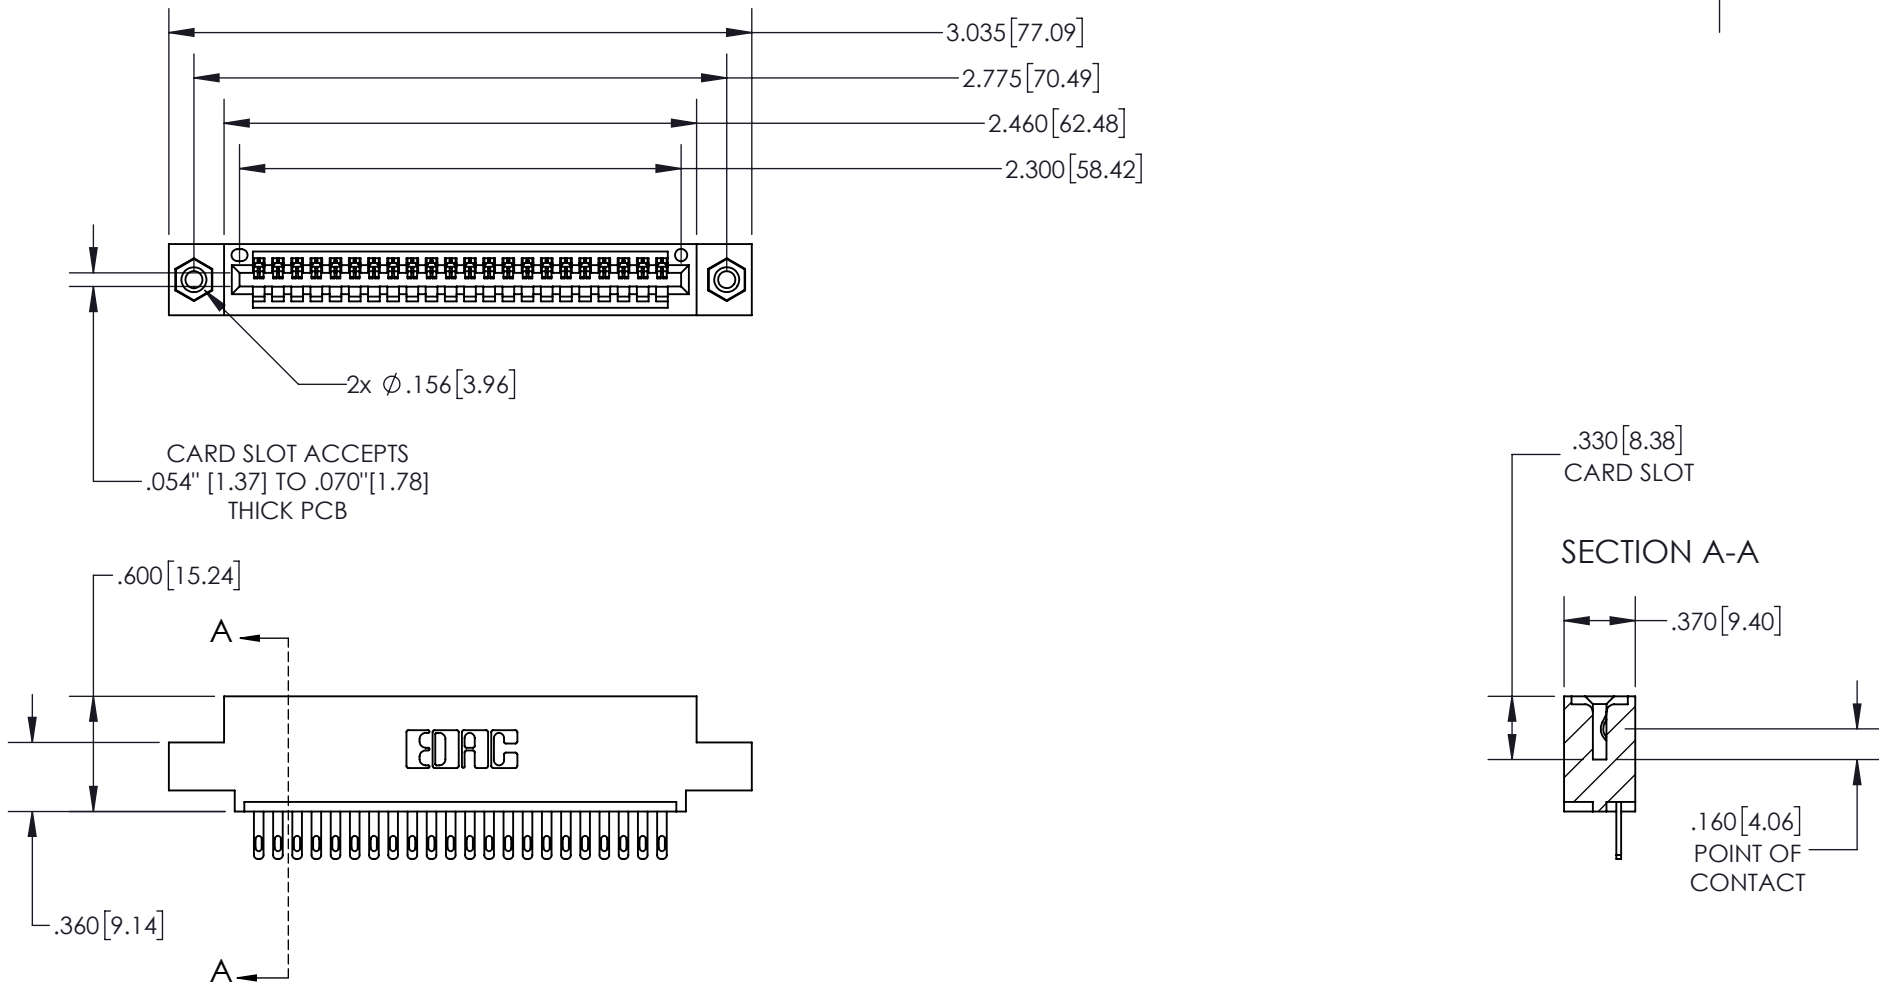 3.035[77.09]
2.775[70.49]
2.460[62.48]
2.300[58.42]
2x ∅.156[3.96]
CARD SLOT ACCEPTS
.054" [1.37] TO .070"[1.78]
THICK PCB
.330[8.38]
CARD SLOT
SECTION A-A
.600[15.24]
.370[9.40]
A
EDAC
.160[4.06]
POINT OF
CONTACT
.360[9.14]
A